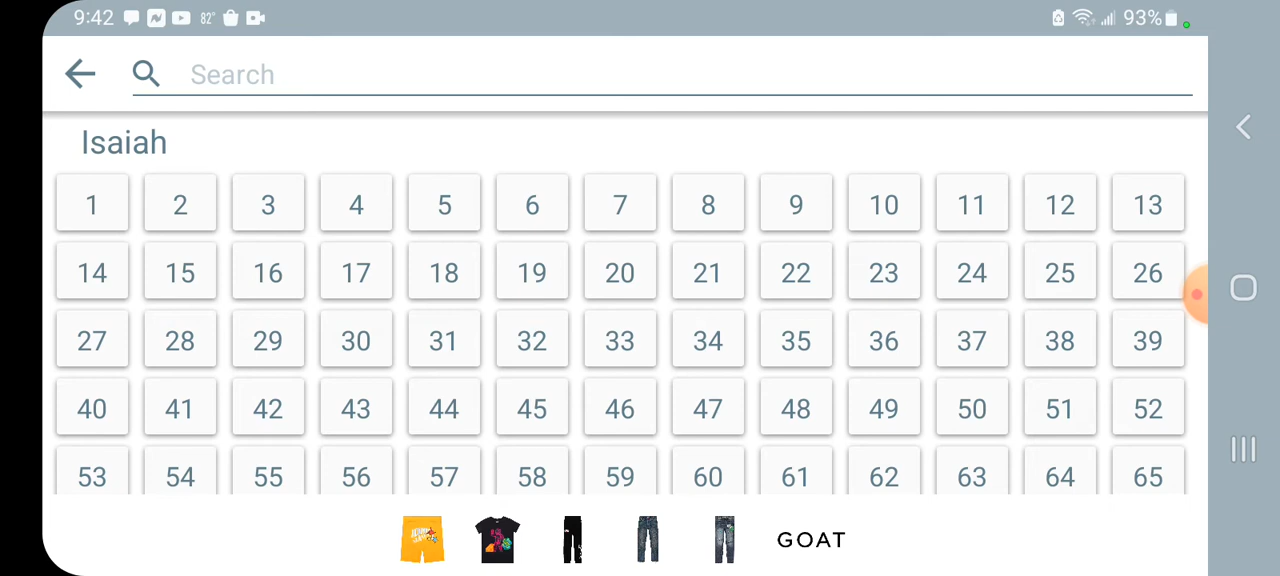 9:42 82° 93%
Search
Isaiah
1 2 3 4 5 6 7 8 9 10 11 12 13
14 15 16 17 18 19 20 21 22 23 24 25 26
27 28 29 30 31 32 33 34 35 36 37 38 39
40 41 42 43 44 45 46 47 48 49 50 51 52
53 54 55 56 57 58 59 60 61 62 63 64 65
GOAT